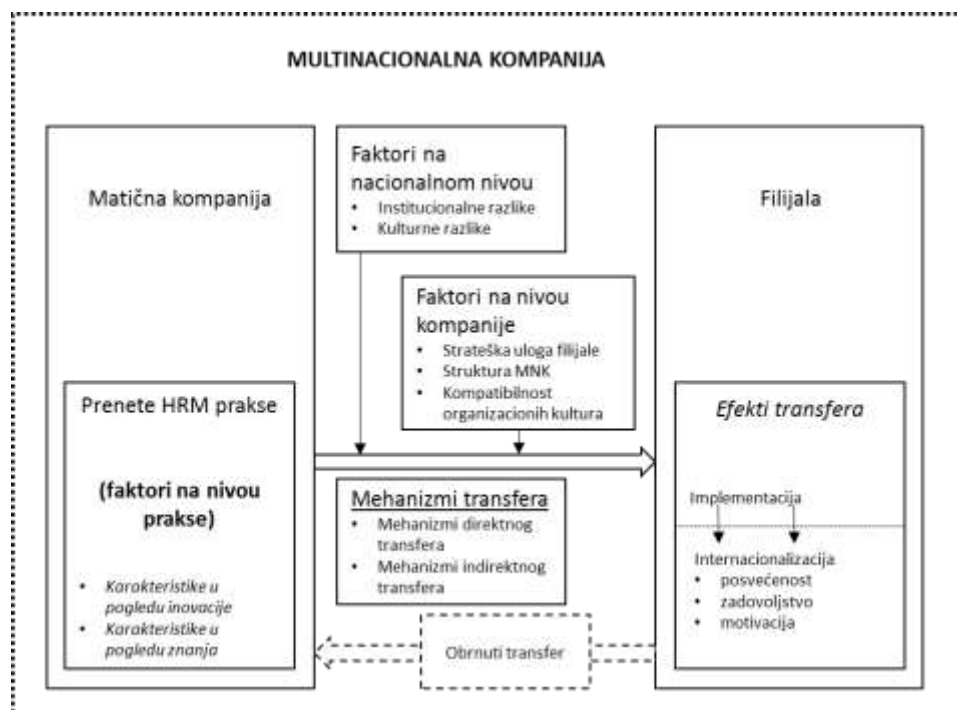 MULTINACIONALNA KOMPANIJA
Matična kompanija
Prenete HRM prakse
(faktori na nivou
prakse)
• Karakteristike u
pogledu inovacije
• Karakteristike u
pogledu znanja
Faktori na
nacionalnom nivou
• Institucionalne razlike
• Kulturne razlike
Faktori na nivou
kompanije
• Strateška uloga filijale
• Struktura MNK
• Kompatibilnost
organizacionih kultura
Mehanizmi transfera
• Mehanizmi direktnog
transfera
• Mehanizmi indirektnog
transfera
Obrnuti transfer
Filijala
Efekti transfera
Implementacija
Internacionalizacija
• posvećenost
• zadovoljstvo
• motivacija